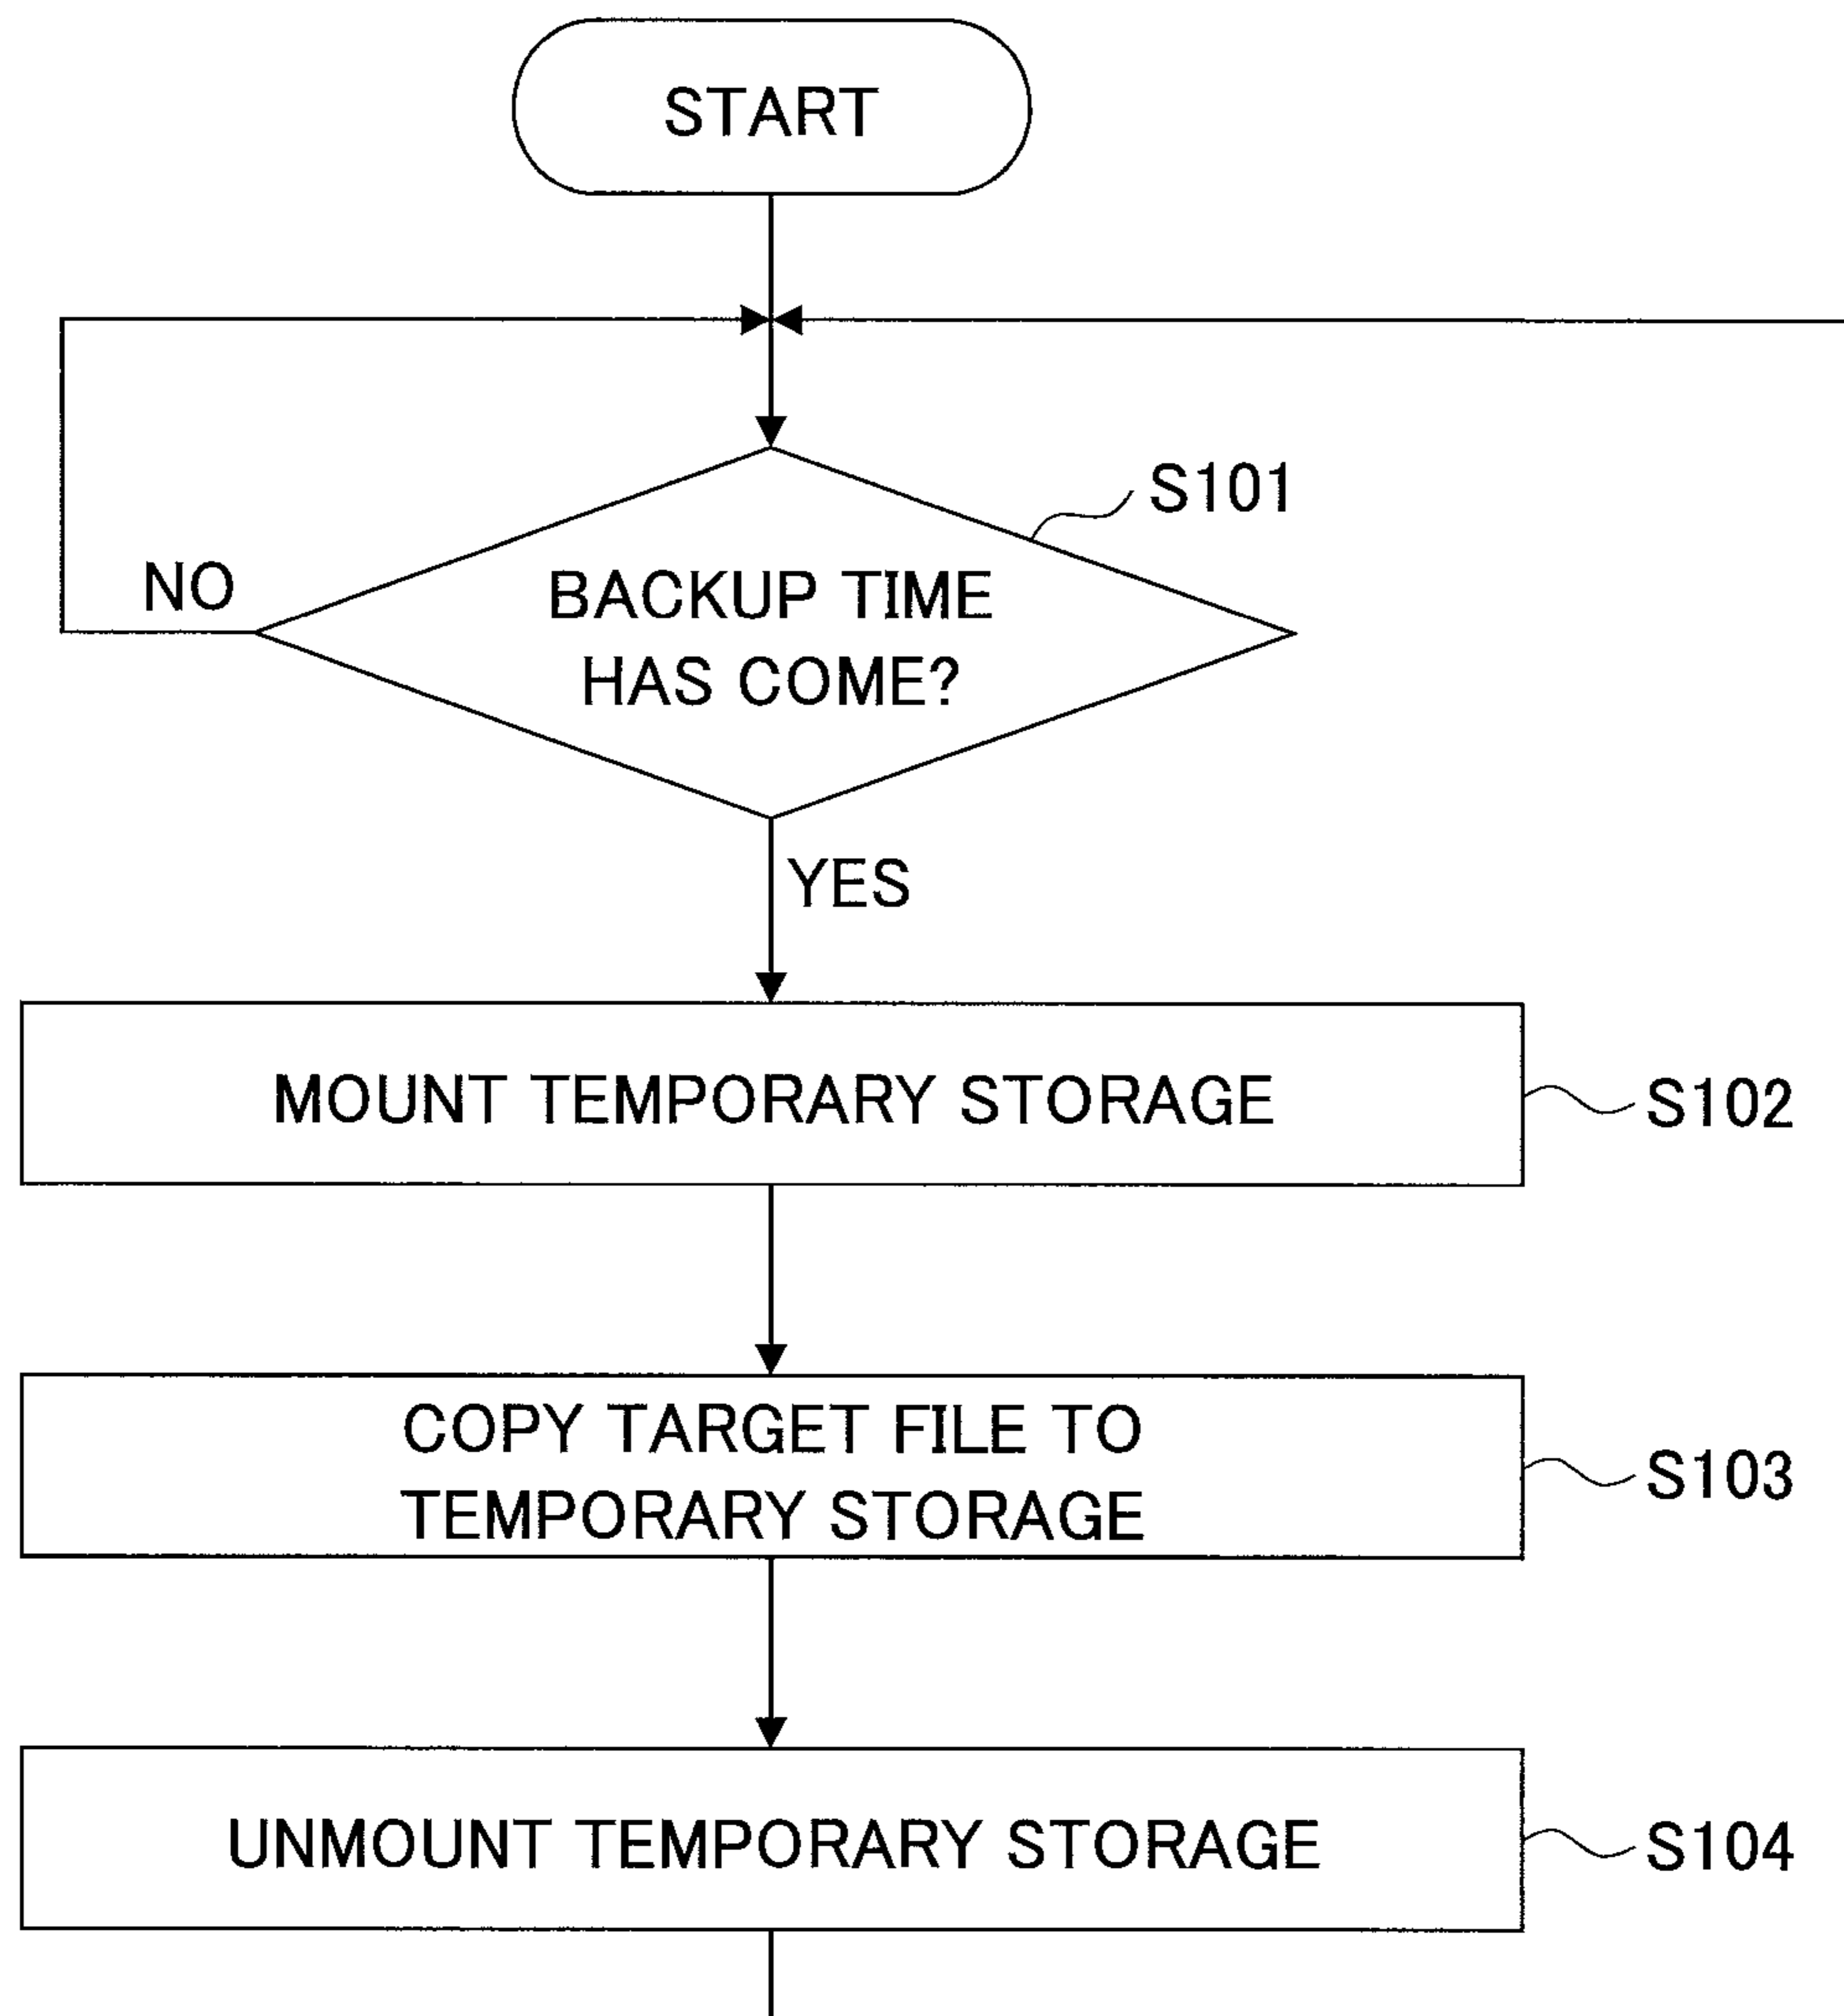 START
S101
NO
BACKUP TIME
HAS COME?
YES
MOUNT TEMPORARY STORAGE
S102
COPY TARGET FILE TO
TEMPORARY STORAGE
S103
UNMOUNT TEMPORARY STORAGE
S104